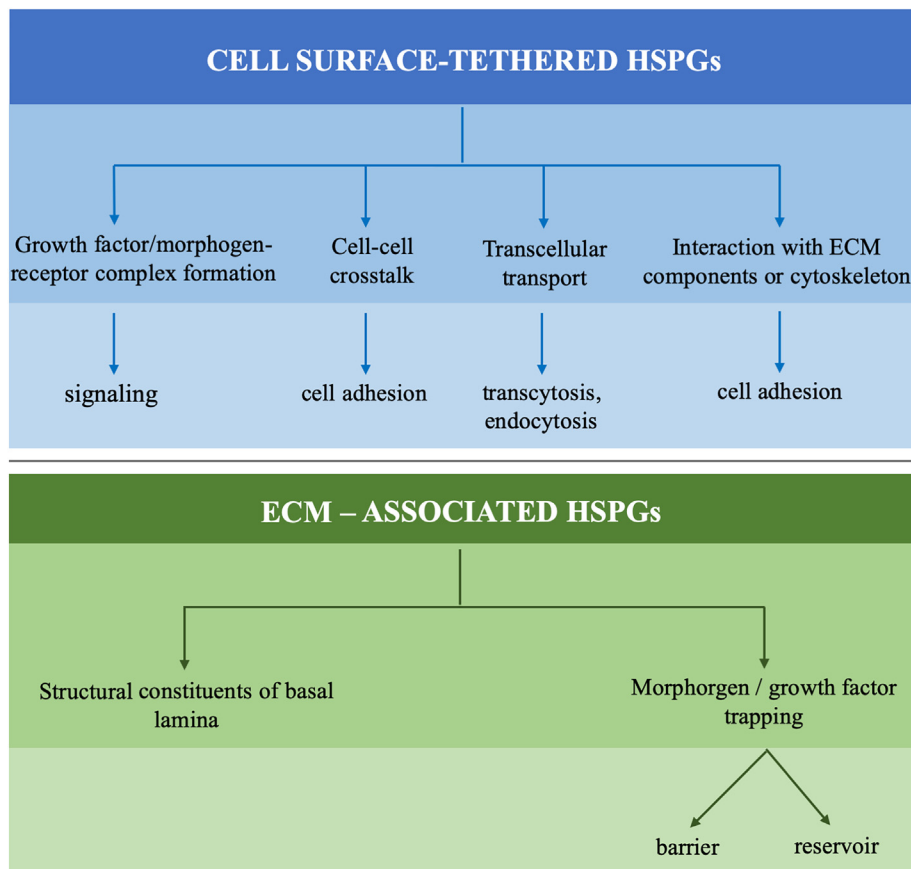 CELL SURFACE-TETHERED HSPGs
Growth factor/morphogen-
receptor complex formation
Cell-cell
crosstalk
Transcellular
transport
Interaction with ECM
components or cytoskeleton
signaling
cell adhesion
transcytosis,
endocytosis
cell adhesion
ECM – ASSOCIATED HSPGs
Structural constituents of basal
lamina
Morphorgen / growth factor
trapping
barrier
reservoir